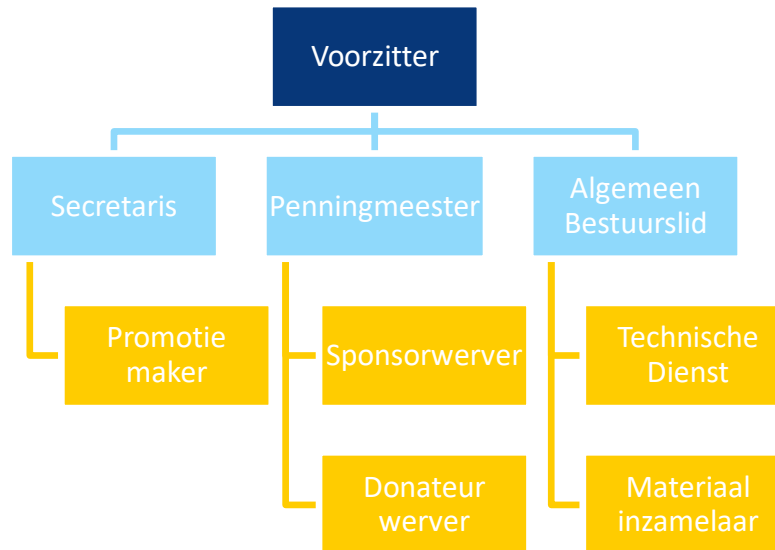 Voorzitter
Secretaris
Penningmeester
Algemeen
Bestuurslid
Promotie
maker
Sponsorwerver
Technische
Dienst
Donateur
werver
Materiaal
inzamelaar